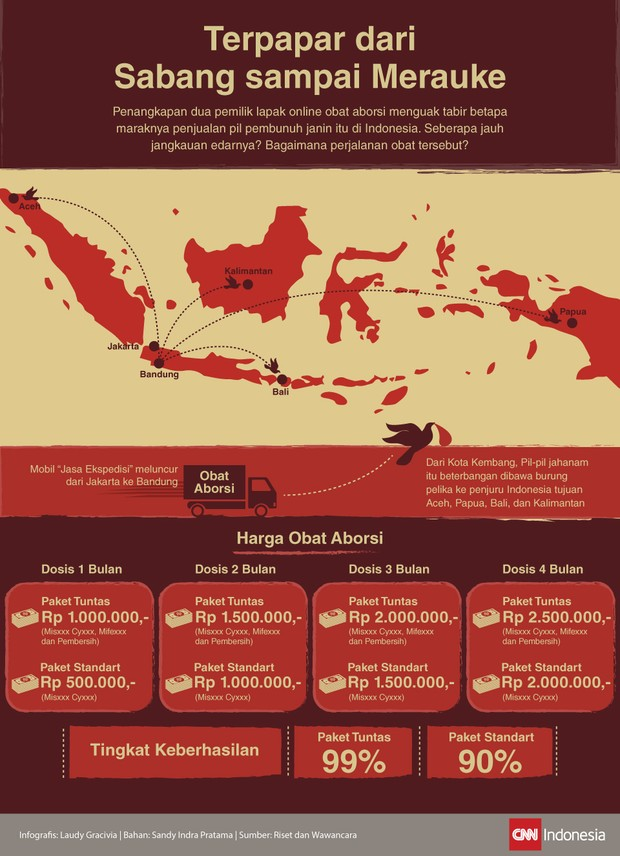 Terpapar dari
Sabang sampai Merauke
Penangkapan dua pemilik lapak online obat aborsi menguak tabir betapa
maraknya penjualan pil pembunuh janin itu di Indonesia. Seberapa jauh
jangkauan edarnya? Bagaimana perjalanan obat tersebut?
Aceh
Kalimantan
Papua
Jakarta
Bandung
Bali
Mobil “Jasa Ekspedisi” meluncur
dari Jakarta ke Bandung
Obat
Aborsi
Dari Kota Kembang, Pil-pil jahanam
itu beterbangan dibawa burung
pelika ke penjuru Indonesia tujuan
Aceh, Papua, Bali, dan Kalimantan
Harga Obat Aborsi
Dosis 1 Bulan
Paket Tuntas
Rp 1.000.000,-
(Misxxx Cyxxx, Mifexxx
dan Pembersih)
Paket Standart
Rp 500.000,-
(Misxxx Cyxxx)
Dosis 2 Bulan
Paket Tuntas
Rp 1.500.000,-
(Misxxx Cyxxx, Mifexxx
dan Pembersih)
Paket Standart
Rp 1.000.000,-
(Misxxx Cyxxx)
Dosis 3 Bulan
Paket Tuntas
Rp 2.000.000,-
(Misxxx Cyxxx, Mifexxx
dan Pembersih)
Paket Standart
Rp 1.500.000,-
(Misxxx Cyxxx)
Dosis 4 Bulan
Paket Tuntas
Rp 2.500.000,-
(Misxxx Cyxxx, Mifexxx
dan Pembersih)
Paket Standart
Rp 2.000.000,-
(Misxxx Cyxxx)
Tingkat Keberhasilan
Paket Tuntas
99%
Paket Standart
90%
Infografis: Laudy Gracivia | Bahan: Sandy Indra Pratama | Sumber: Riset dan Wawancara
CNN Indonesia